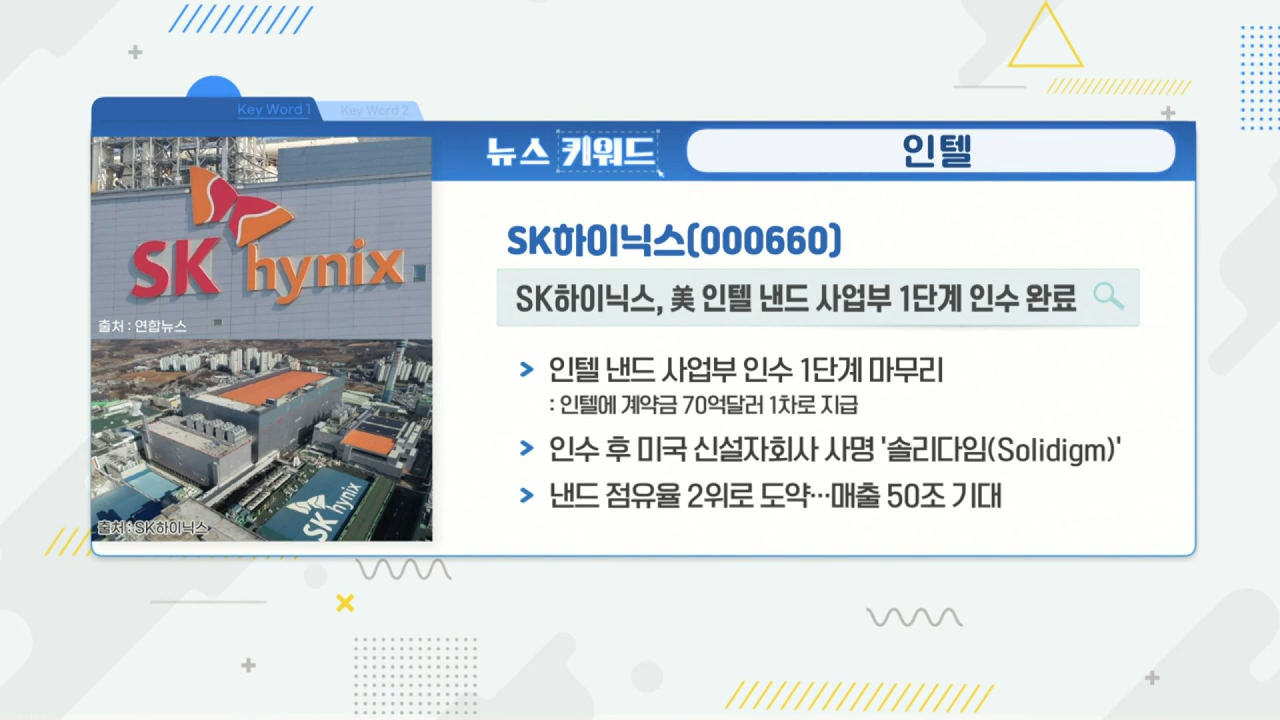 Key Word 1
Key Word 2
뉴스 키워드
인텔
SK hynix
출처 : 연합뉴스
SK hynix
출처 : SK하이닉스
SK하이닉스(000660)
SK하이닉스, 美 인텔 낸드 사업부 1단계 인수 완료
인텔 낸드 사업부 인수 1단계 마무리
: 인텔에 계약금 70억달러 1차로 지급
인수 후 미국 신설자회사 사명 '솔리다임(Solidigm)'
낸드 점유율 2위로 도약…매출 50조 기대